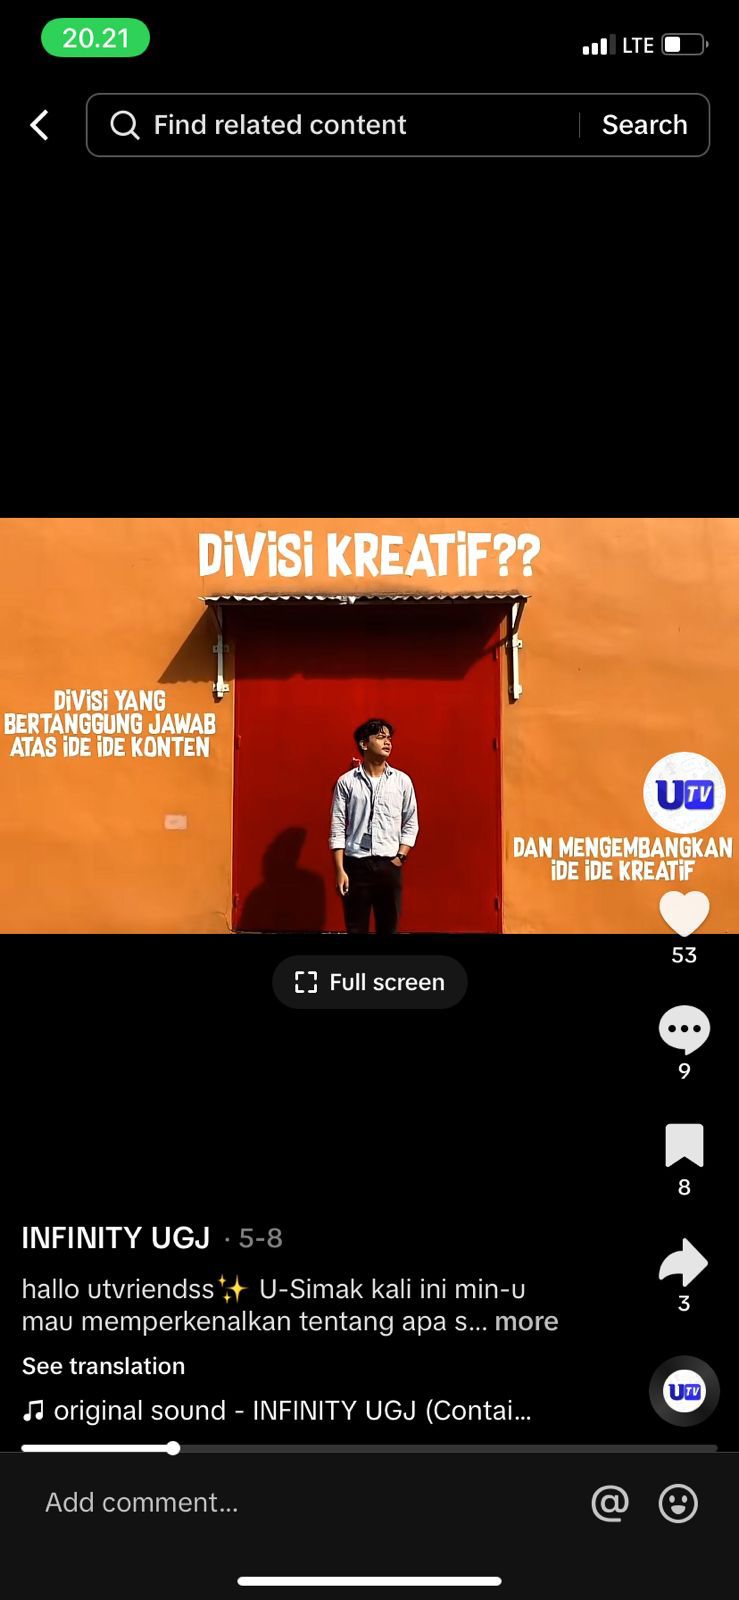 20.21
LTE
Find related content
Search
DiViSi KREATiF??
DiViSi YANG
BERTANGGUNG JAWAB
ATAS iDE iDE KONTEN
UTV
DAN MENGEMBANGKAN
iDE iDE KREATiF
53
Full screen
9
8
INFINITY UGJ · 5-8
3
hallo utvriendss✨ U-Simak kali ini min-u
mau memperkenalkan tentang apa s... more
See translation
UTV
original sound - INFINITY UGJ (Contai...
Add comment...